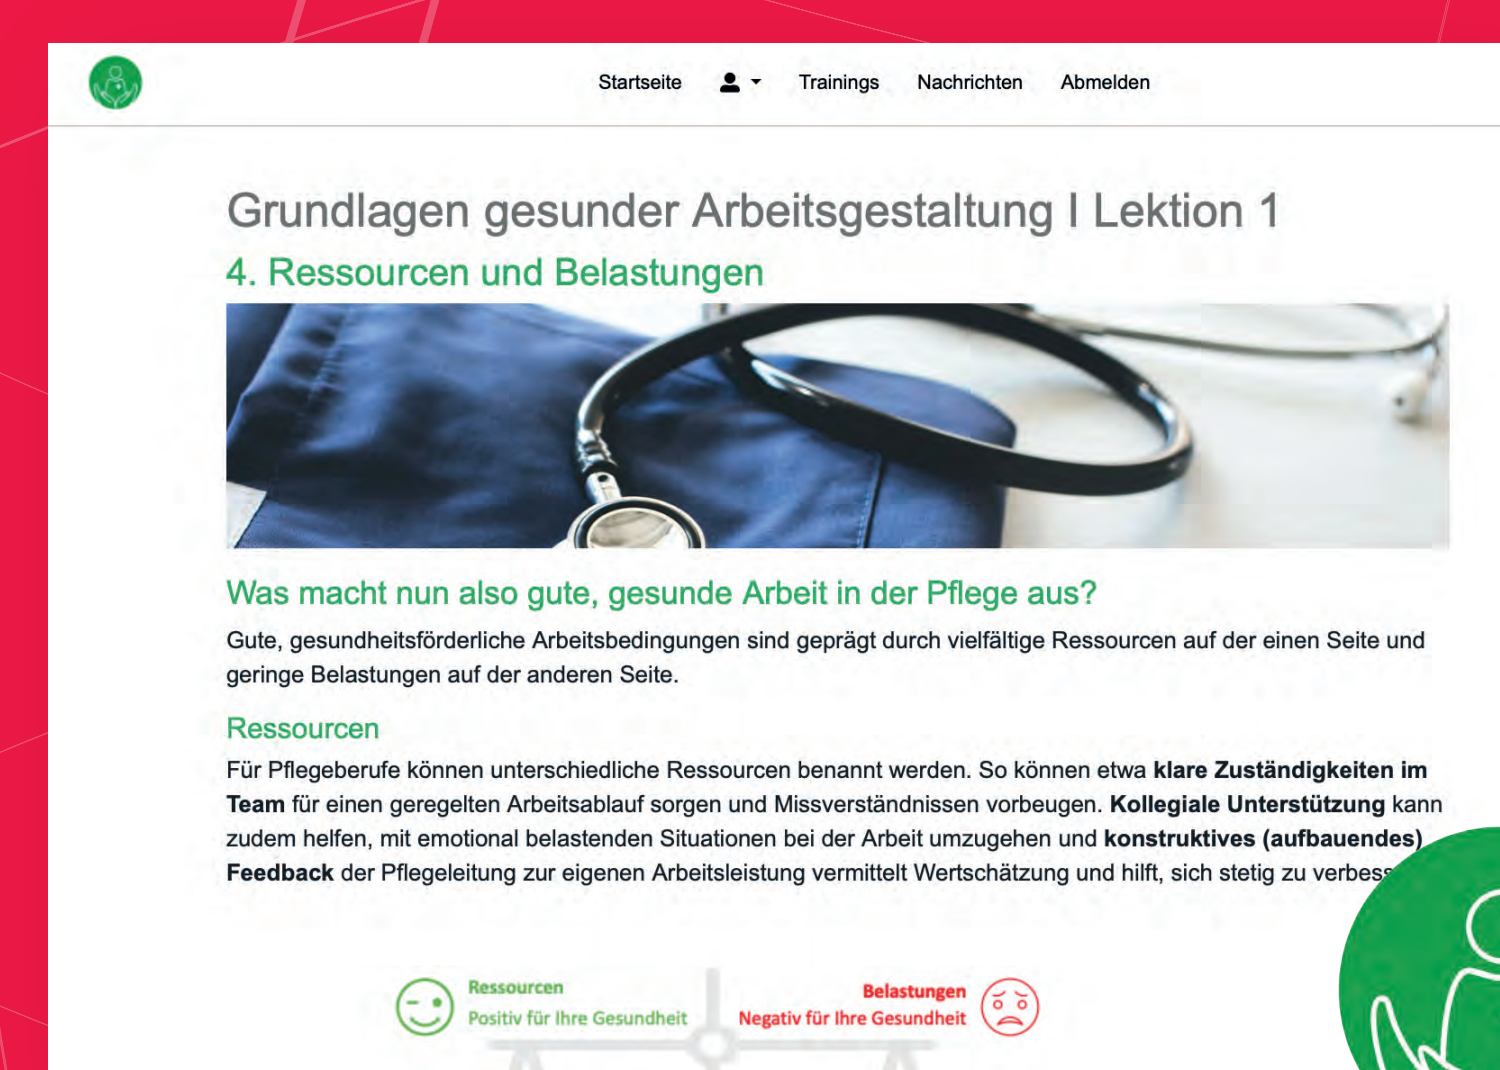 Startseite Trainings Nachrichten Abmelden
Grundlagen gesunder Arbeitsgestaltung I Lektion 1
4. Ressourcen und Belastungen
Was macht nun also gute, gesunde Arbeit in der Pflege aus?
Gute, gesundheitsförderliche Arbeitsbedingungen sind geprägt durch vielfältige Ressourcen auf der einen Seite und
geringe Belastungen auf der anderen Seite.
Ressourcen
Für Pflegeberufe können unterschiedliche Ressourcen benannt werden. So können etwa klare Zuständigkeiten im
Team für einen geregelten Arbeitsablauf sorgen und Missverständnissen vorbeugen. Kollegiale Unterstützung kann
zudem helfen, mit emotional belastenden Situationen bei der Arbeit umzugehen und konstruktives (aufbauendes)
Feedback der Pflegeleitung zur eigenen Arbeitsleistung vermittelt Wertschätzung und hilft, sich stetig zu
Ressourcen
Positiv für Ihre Gesundheit
Belastungen
Negativ für Ihre Gesundheit